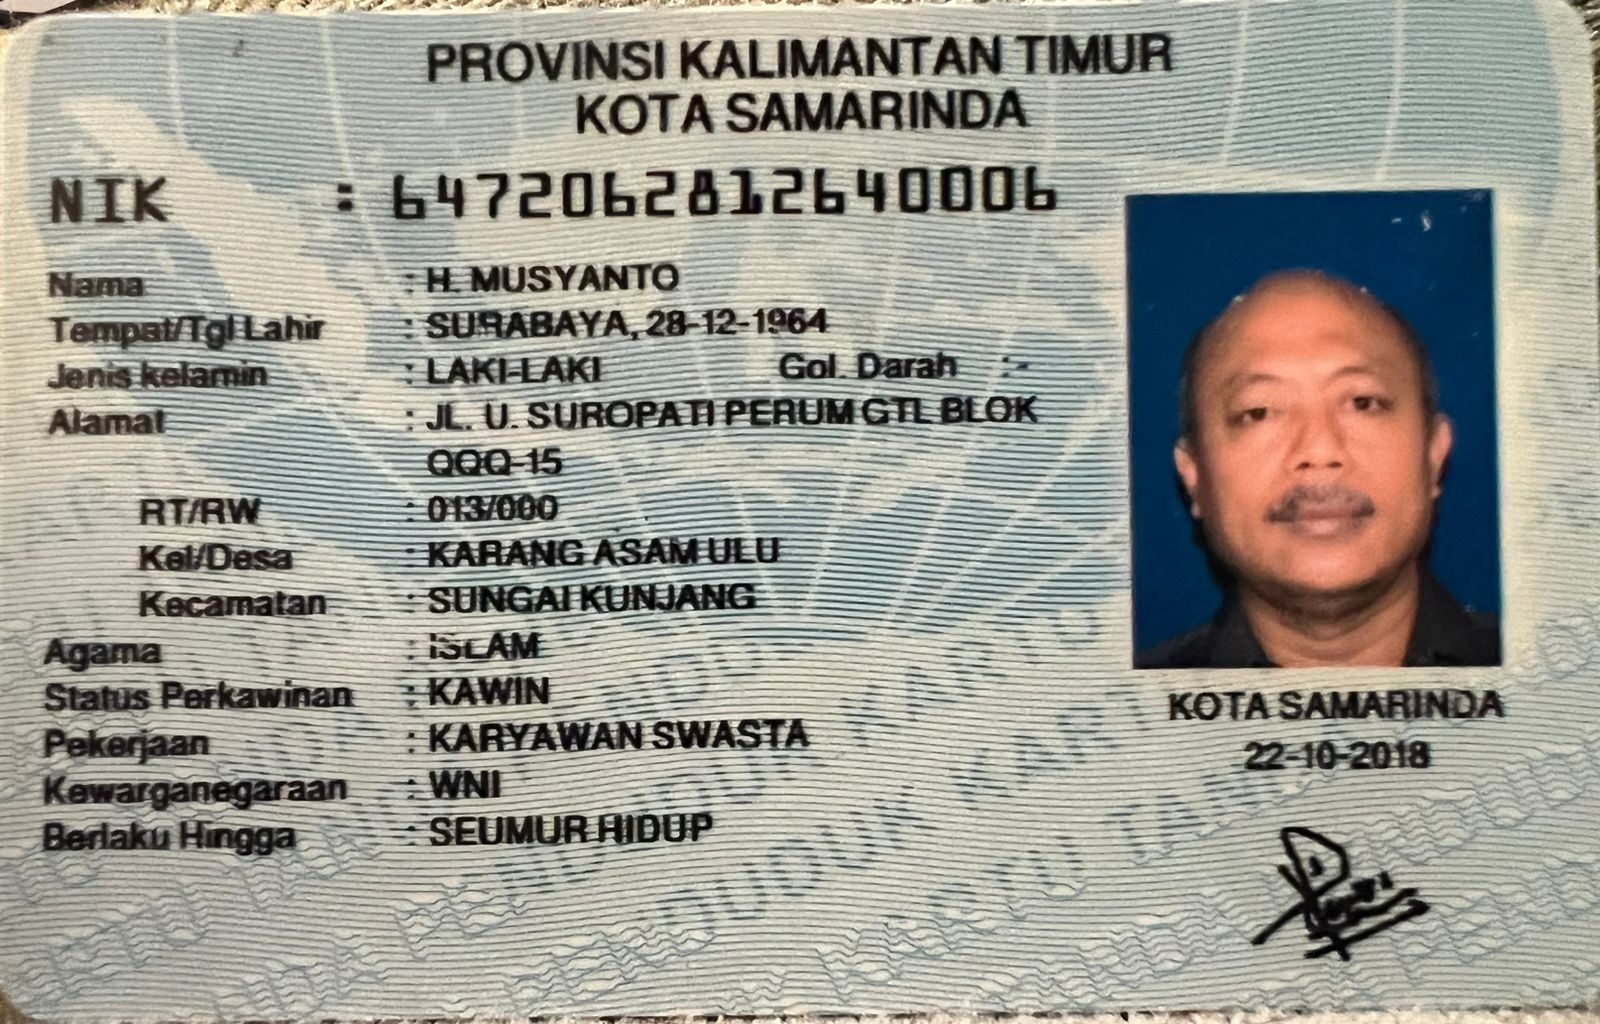 PROVINSI KALIMANTAN TIMUR
KOTA SAMARINDA
NIK : 6472062812640006
Nama : H. MUSYANTO
Tempat/Tgl Lahir : SURABAYA, 28-12-1964
Jenis kelamin : LAKI-LAKI Gol. Darah :-
Alamat : JL. U. SUROPATI PERUM GTL BLOK
QQQ-15
RT/RW : 013/000
Kel/Desa : KARANG ASAM ULU
Kecamatan : SUNGAI KUNJANG
Agama : ISLAM
Status Perkawinan : KAWIN
Pekerjaan : KARYAWAN SWASTA
Kewarganegaraan : WNI
Berlaku Hingga : SEUMUR HIDUP
KOTA SAMARINDA
22-10-2018